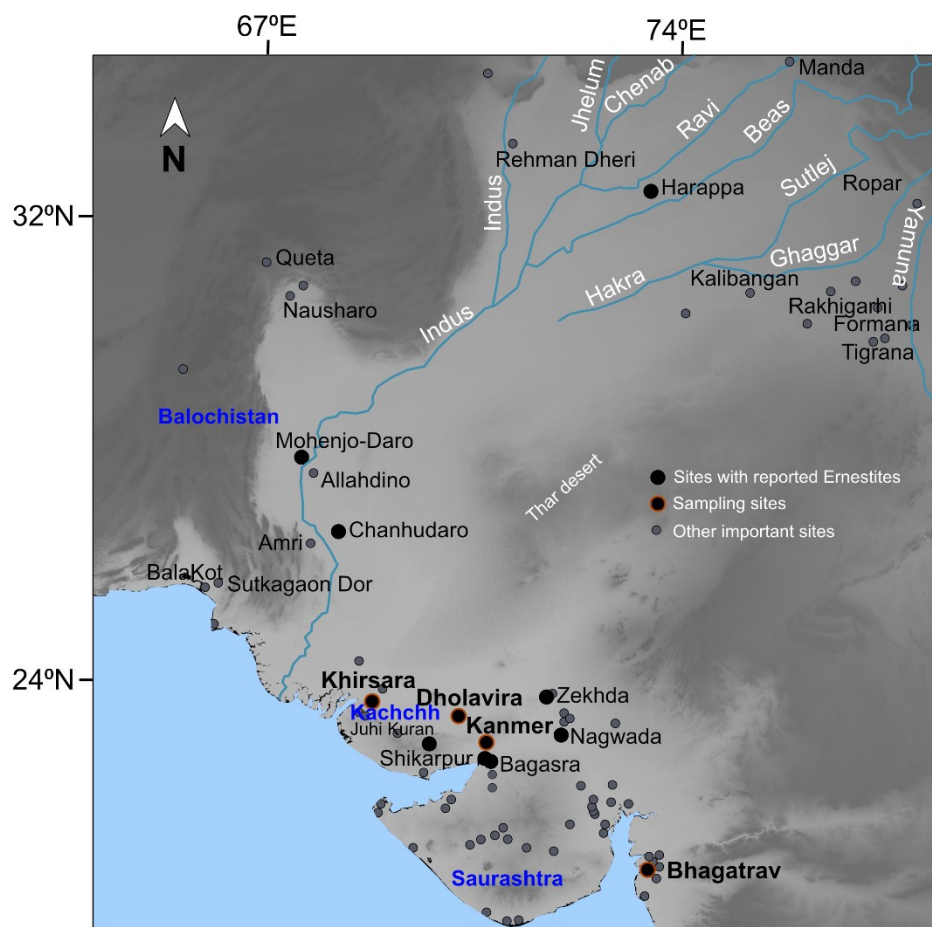 67ºE
74ºE
N
Jhelum
Chenab
Manda
Ravi
Beas
Rehman Dheri
Indus
Harappa
Sutlej
Ropar
32ºN
Yamuna
Queta
Ghaggar
Hakra
Kalibangan
Nausharo
Rakhigarhi
Indus
Formana
Tigrana
Balochistan
Mohenjo-Daro
Allahdino
Sites with reported Ernestites
Thar desert
Sampling sites
Chanhudaro
Other important sites
Amri
BalaKot
Sutkagaon Dor
24ºN
Khirsara
Dholavira
Zekhda
Kachchh
Kanmer
Juhi Kuran
Nagwada
Shikarpur
Bagasra
Saurashtra
Bhagatrav